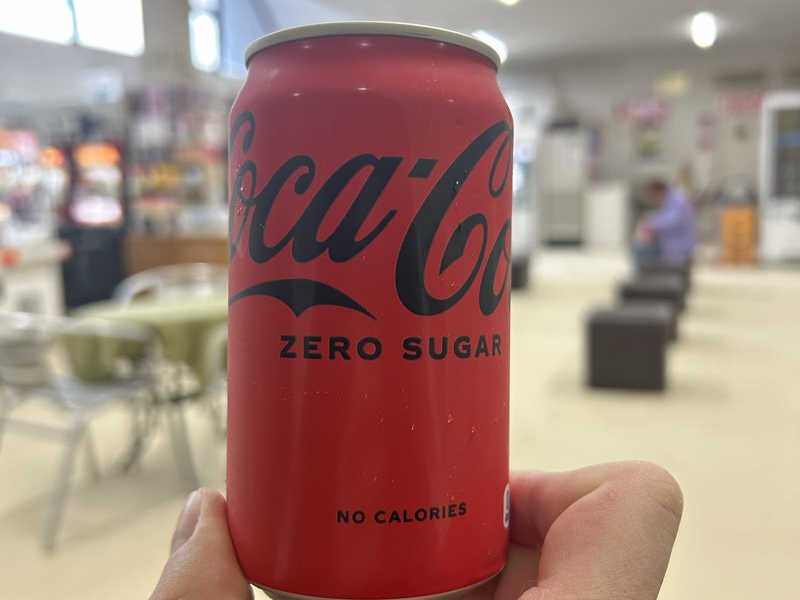 Coca-Co
ZERO SUGAR
NO CALORIES